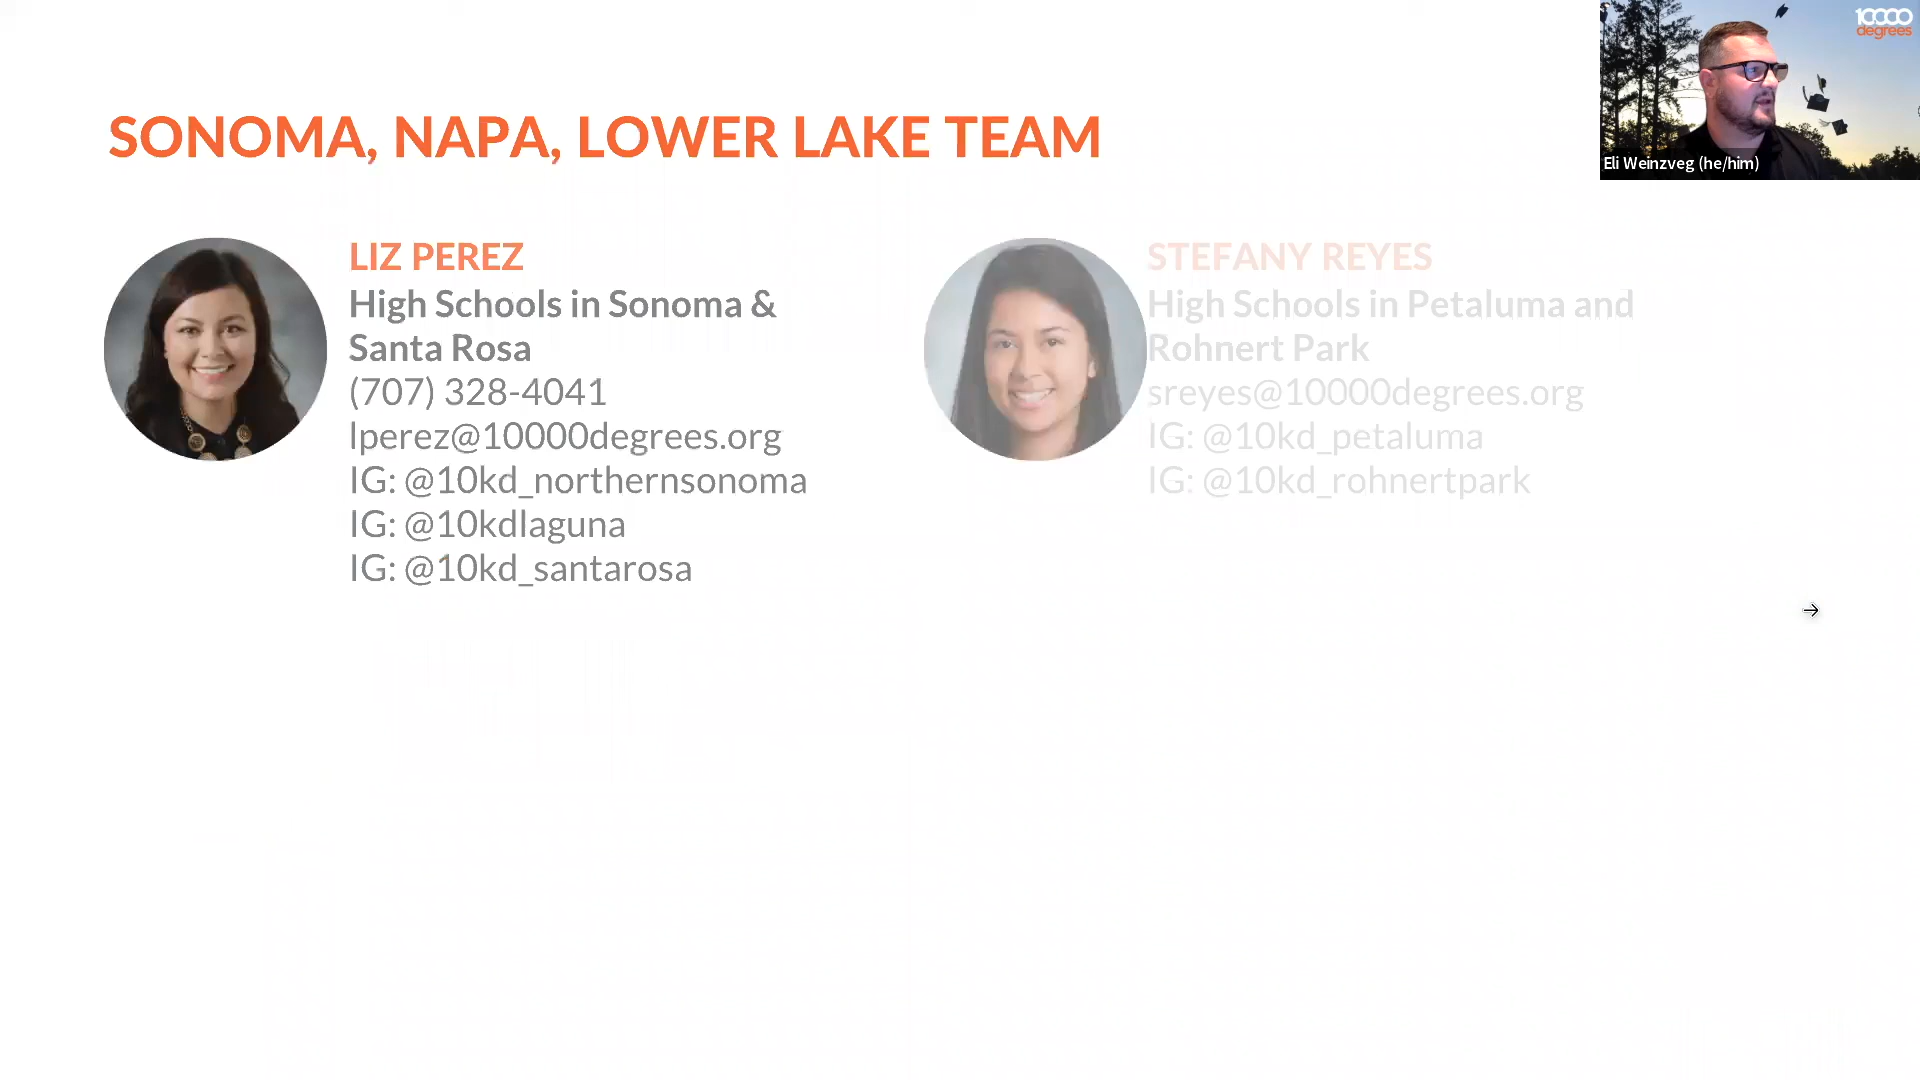 10000
degrees
Eli Weinzveg (he/him)
SONOMA, NAPA, LOWER LAKE TEAM
LIZ PEREZ
High Schools in Sonoma &
Santa Rosa
(707) 328-4041
lperez@10000degrees.org
IG: @10kd_northernsonoma
IG: @10kdlaguna
IG: @10kd_santarosa
STEFANY REYES
High Schools in Petaluma and
Rohnert Park
sreyes@10000degrees.org
IG: @10kd_petaluma
IG: @10kd_rohnertpark